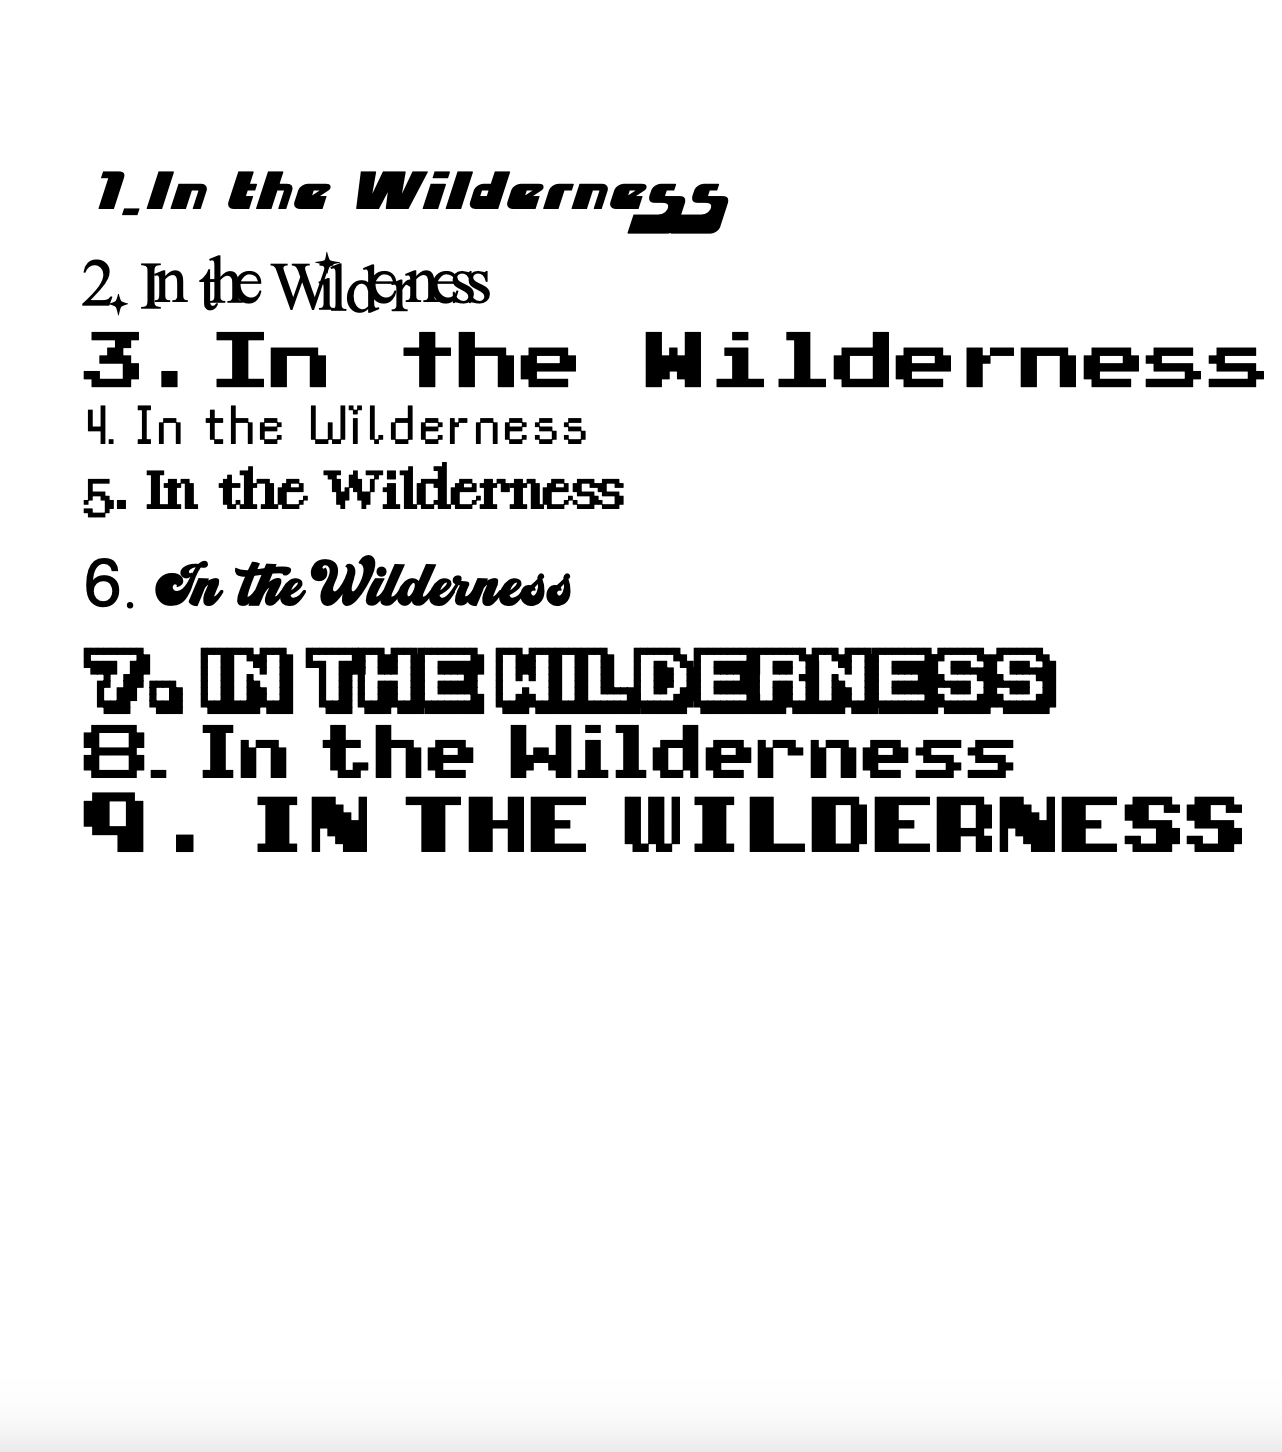 1.In the Wilderness
2. In the Wilderness
3. In the Wilderness
4. In the Wilderness
5. In the Wilderness
6. In the Wilderness
7. IN THE WILDERNESS
8. In the Wilderness
9. IN THE WILDERNESS